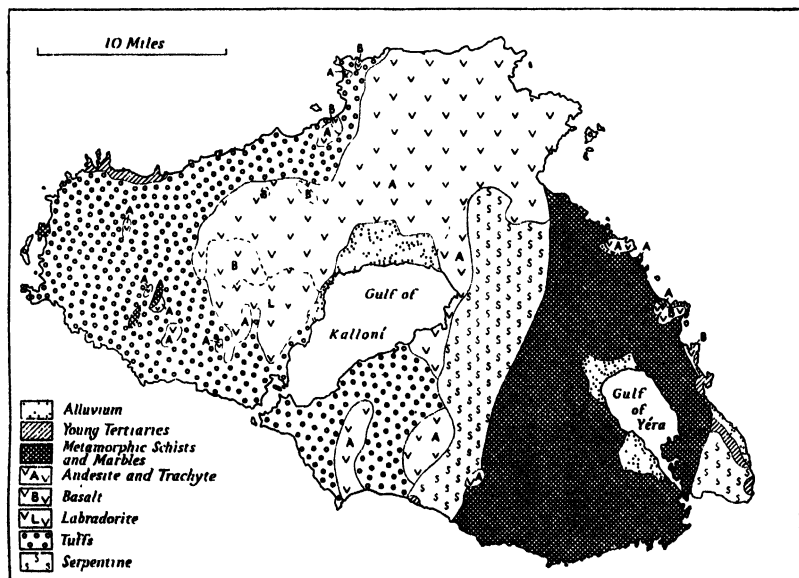 10 Miles
B
A
B
A
B
B
A
A
A
B
A
B
L
Gulf of
Kalloní
A
A
A
A
A
A
B
B
Gulf
of
Yéra
A
A
A
Alluvium
Young Tertiaries
Metamorphic Schists
and Marbles
A Andesite and Trachyte
B Basalt
L Labradorite
Tuffs
Serpentine